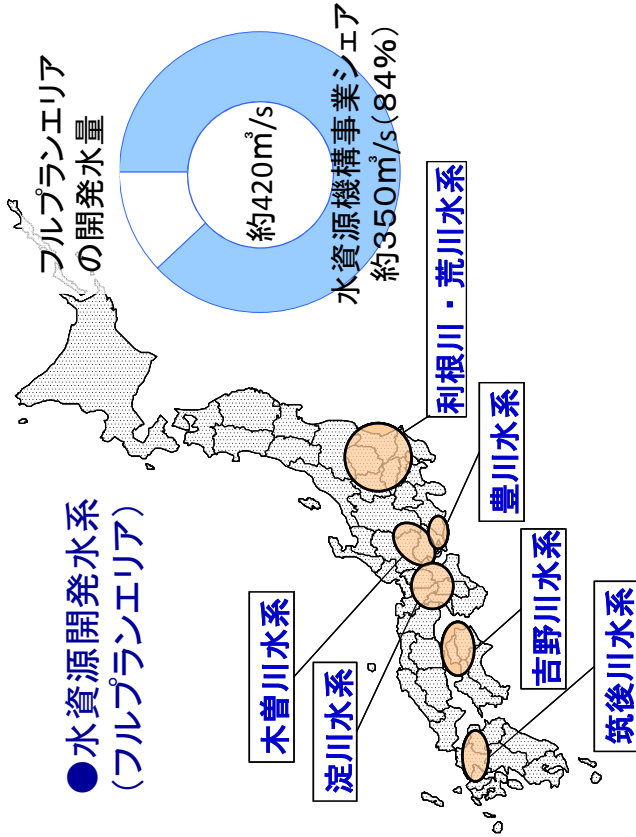 ●水資源開発水系
(フルプランエリア)
フルプランエリア
の開発水量
約420㎥/s
水資源機構事業シェア
約350㎥/s(84%)
木曽川水系
淀川水系
利根川・荒川水系
豊川水系
吉野川水系
筑後川水系